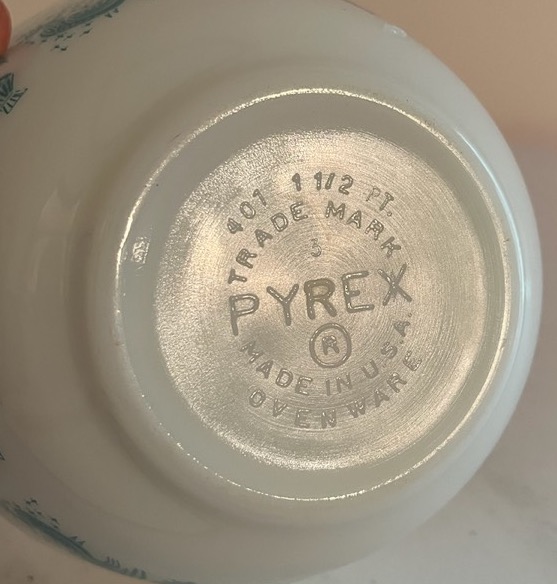 401 1 1/2 PT.
TRADE MARK
3
PYREX
®
MADE IN U.S.A.
OVENWARE